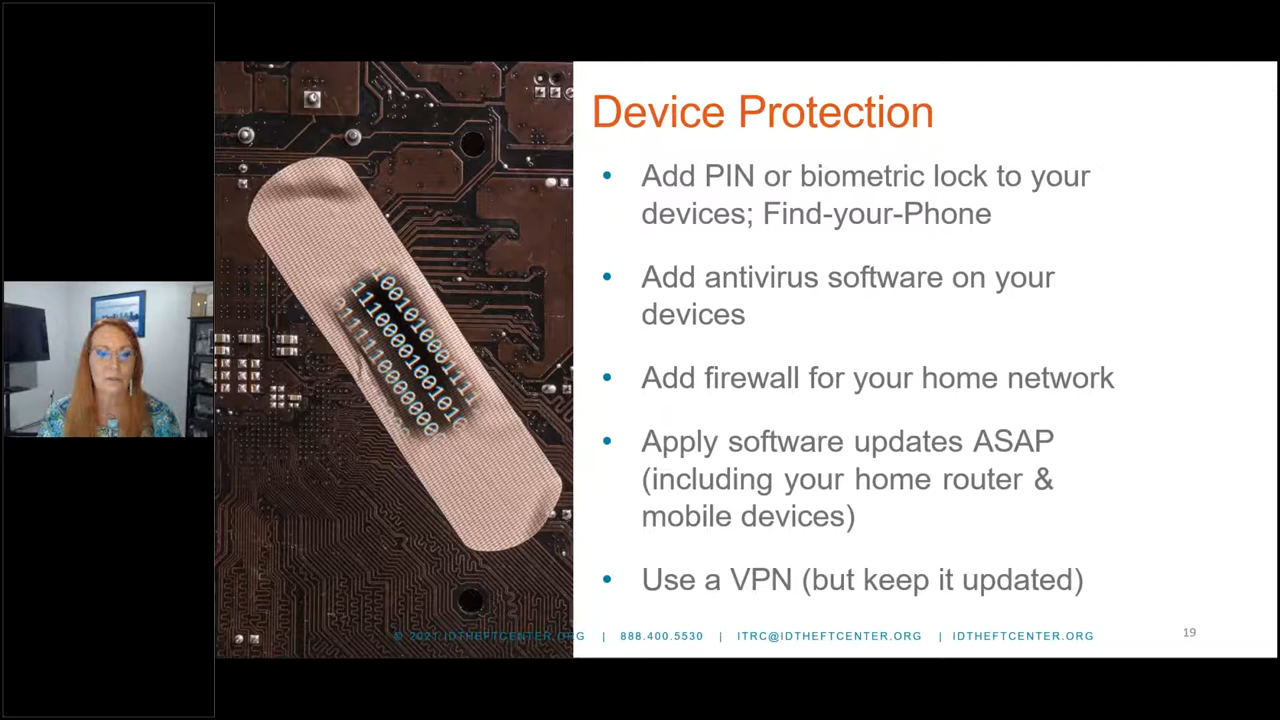 Device Protection
• Add PIN or biometric lock to your
devices; Find-your-Phone
• Add antivirus software on your
devices
• Add firewall for your home network
• Apply software updates ASAP
(including your home router &
mobile devices)
• Use a VPN (but keep it updated)
© 2021 IDTHEFTCENTER.ORG | 888.400.5530 | ITRC@IDTHEFTCENTER.ORG | IDTHEFTCENTER.ORG
19